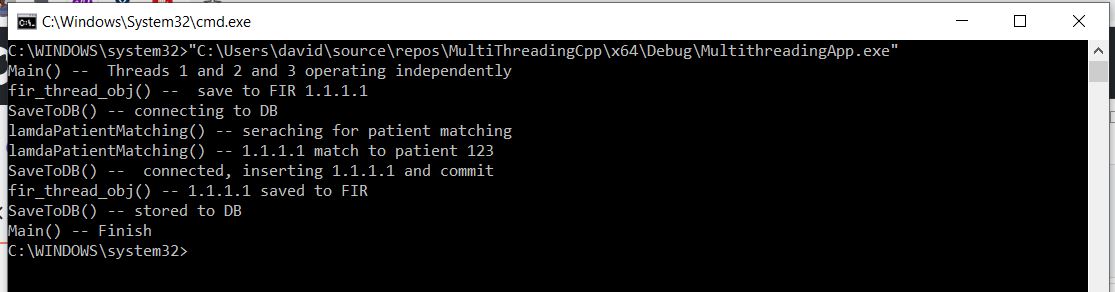 C:\Windows\System32\cmd.exe
C:\WINDOWS\system32>"C:\Users\david\source\repos\MultiThreadingCpp\x64\Debug\MultithreadingApp.exe"
Main() --  Threads 1 and 2 and 3 operating independently
fir_thread_obj() --  save to FIR 1.1.1.1
SaveToDB() -- connecting to DB
lamdaPatientMatching() -- seraching for patient matching
lamdaPatientMatching() -- 1.1.1.1 match to patient 123
SaveToDB() --  connected, inserting 1.1.1.1 and commit
fir_thread_obj() -- 1.1.1.1 saved to FIR
SaveToDB() -- stored to DB
Main() -- Finish
C:\WINDOWS\system32>